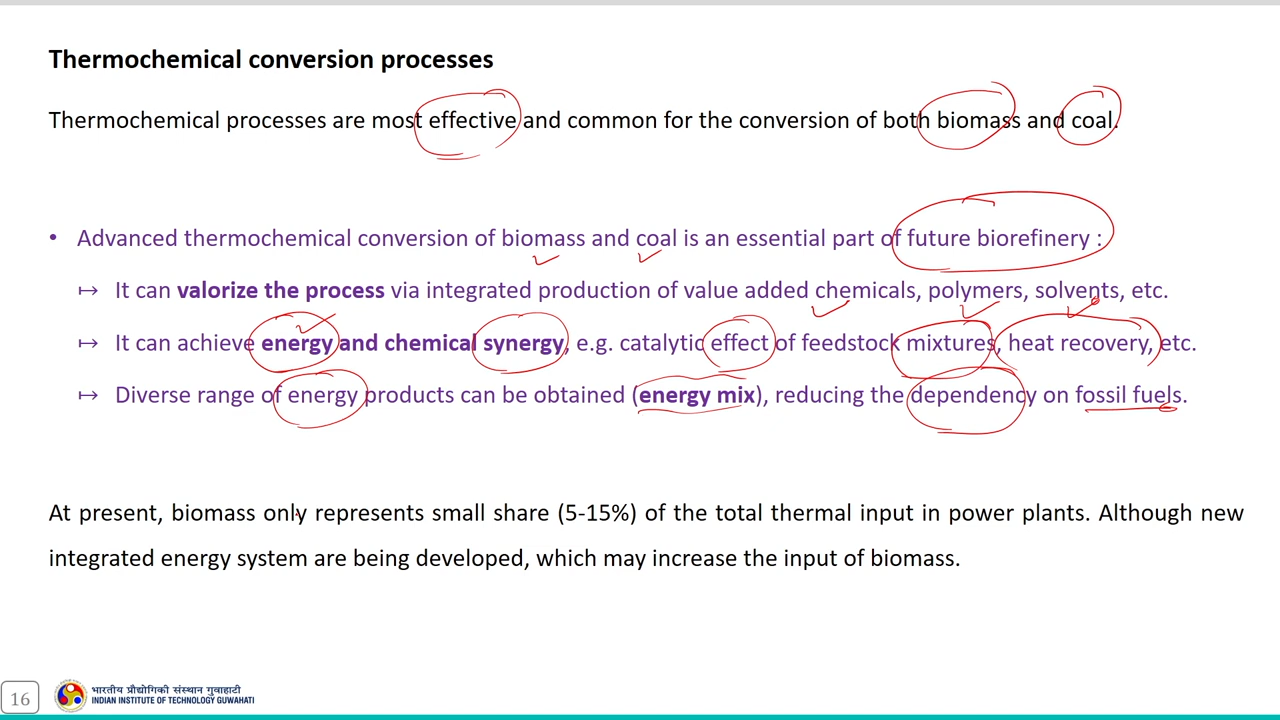 Thermochemical conversion processes
Thermochemical processes are most effective and common for the conversion of both biomass and coal.
• Advanced thermochemical conversion of biomass and coal is an essential part of future biorefinery :
↦ It can valorize the process via integrated production of value added chemicals, polymers, solvents, etc.
↦ It can achieve energy and chemical synergy, e.g. catalytic effect of feedstock mixtures, heat recovery, etc.
↦ Diverse range of energy products can be obtained (energy mix), reducing the dependency on fossil fuels.
At present, biomass only represents small share (5-15%) of the total thermal input in power plants. Although new
integrated energy system are being developed, which may increase the input of biomass.
16
भारतीय प्रौद्योगिकी संस्थान गुवाहाटी
INDIAN INSTITUTE OF TECHNOLOGY GUWAHATI